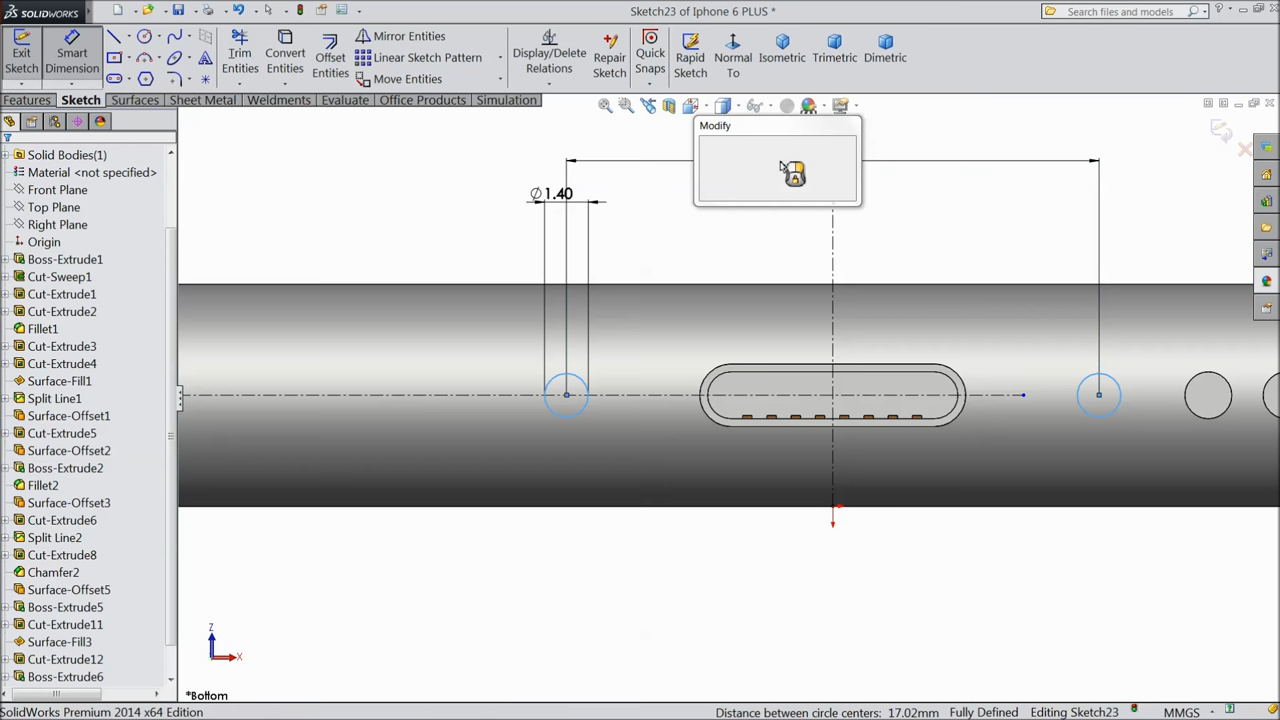 SOLIDWORKS
Sketch23 of Iphone 6 PLUS *
Search files and models
Exit Sketch
Smart Dimension
Trim Entities
Convert Entities
Offset Entities
Mirror Entities
Linear Sketch Pattern
Move Entities
Display/Delete Relations
Repair Sketch
Quick Snaps
Rapid Sketch
Normal To
Isometric
Trimetric
Dimetric
Features
Sketch
Surfaces
Sheet Metal
Weldments
Evaluate
Office Products
Simulation
Solid Bodies(1)
Material <not specified>
Front Plane
Top Plane
Right Plane
Origin
Boss-Extrude1
Cut-Sweep1
Cut-Extrude1
Cut-Extrude2
Fillet1
Cut-Extrude3
Cut-Extrude4
Surface-Fill1
Split Line1
Surface-Offset1
Cut-Extrude5
Surface-Offset2
Boss-Extrude2
Fillet2
Surface-Offset3
Cut-Extrude6
Split Line2
Cut-Extrude8
Chamfer2
Surface-Offset5
Boss-Extrude5
Cut-Extrude11
Surface-Fill3
Cut-Extrude12
Boss-Extrude6
Modify
∅1.40
Z
X
*Bottom
SolidWorks Premium 2014 x64 Edition
Distance between circle centers: 17.02mm
Fully Defined
Editing Sketch23
MMGS